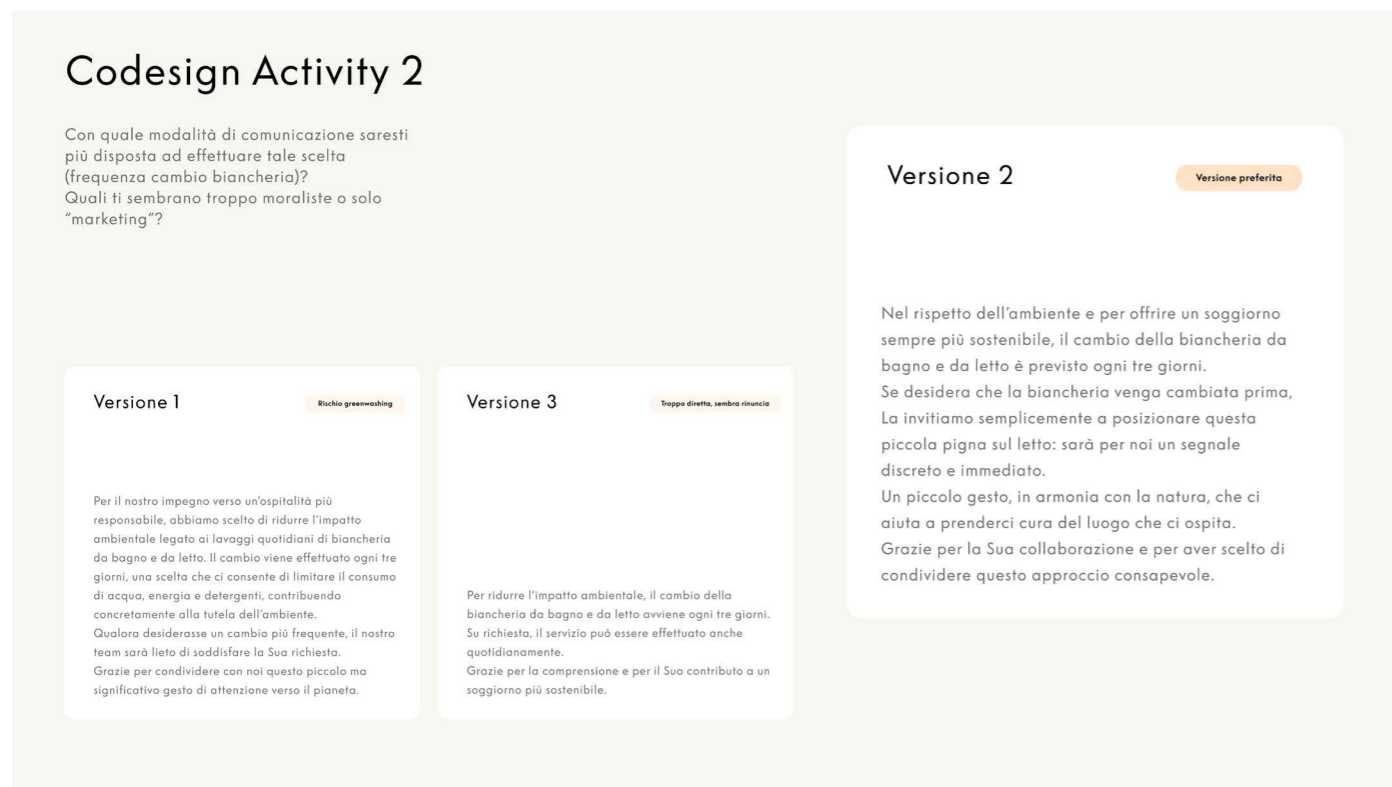 Codesign Activity 2
Con quale modalità di comunicazione saresti
più disposta ad effettuare tale scelta
(frequenza cambio biancheria)?
Quali ti sembrano troppo moraliste o solo
“marketing”?
Versione 1
Rischio greenwashing
Per il nostro impegno verso un’ospitalità più
responsabile, abbiamo scelto di ridurre l’impatto
ambientale legato ai lavaggi quotidiani di biancheria
da bagno e da letto. Il cambio viene effettuato ogni tre
giorni, una scelta che ci consente di limitare il consumo
di acqua, energia e detergenti, contribuendo
concretamente alla tutela dell’ambiente.
Qualora desiderasse un cambio più frequente, il nostro
team sarà lieto di soddisfare la Sua richiesta.
Grazie per condividere con noi questo piccolo ma
significativo gesto di attenzione verso il pianeta.
Versione 3
Troppo diretta, sembra rinuncia
Per ridurre l’impatto ambientale, il cambio della
biancheria da bagno e da letto avviene ogni tre giorni.
Su richiesta, il servizio può essere effettuato anche
quotidianamente.
Grazie per la comprensione e per il Suo contributo a un
soggiorno più sostenibile.
Versione 2
Versione preferita
Nel rispetto dell’ambiente e per offrire un soggiorno
sempre più sostenibile, il cambio della biancheria da
bagno e da letto è previsto ogni tre giorni.
Se desidera che la biancheria venga cambiata prima,
La invitiamo semplicemente a posizionare questa
piccola pigna sul letto: sarà per noi un segnale
discreto e immediato.
Un piccolo gesto, in armonia con la natura, che ci
aiuta a prenderci cura del luogo che ci ospita.
Grazie per la Sua collaborazione e per aver scelto di
condividere questo approccio consapevole.